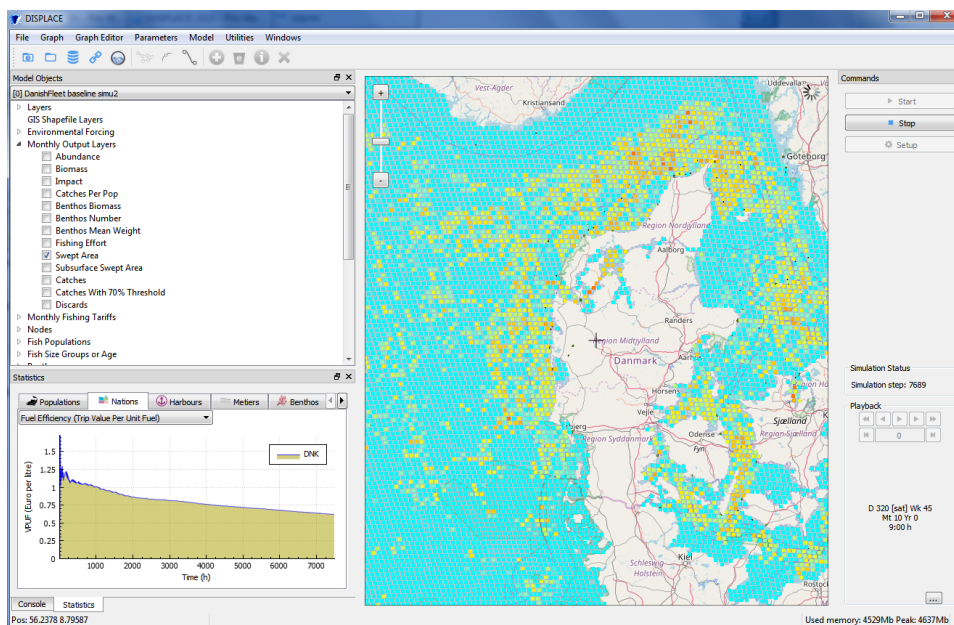 DISPLACE
File Graph Graph Editor Parameters Model Utilities Windows
Model Objects
[0] DanishFleet baseline simu2
Layers
GIS Shapefile Layers
Environmental Forcing
Monthly Output Layers
Abundance
Biomass
Impact
Catches Per Pop
Benthos Biomass
Benthos Number
Benthos Mean Weight
Fishing Effort
Swept Area
Subsurface Swept Area
Catches
Catches With 70% Threshold
Discards
Monthly Fishing Tariffs
Nodes
Fish Populations
Fish Size Groups or Age
Statistics
Populations Nations Harbours Metiers Benthos
Fuel Efficiency (Trip Value Per Unit Fuel)
DNK
VPUF (Euro per litre)
1.5
1.25
1
0.75
0.5
0.25
0
0 1000 2000 3000 4000 5000 6000 7000
Time (h)
Console Statistics
Pos: 56.2378 8.79587
+
-
Vest-Agder
Kristiansand
Uddevalla
Göteborg
Region Nordjylland
Aalborg
Randers
Region Midtjylland
Danmark
Aarhus
Horsens
Vejle
Esbjerg
Region Syddanmark
Odense
Fyn
Sjælland
Region Sjælland
Kiel
Schleswig
Holstein
Rostock
Commands
Start
Stop
Setup
Simulation Status
Simulation step: 7689
Playback
0
D 320 [sat] Wk 45
Mt 10 Yr 0
9:00 h
...
Used memory: 4529Mb Peak: 4637Mb